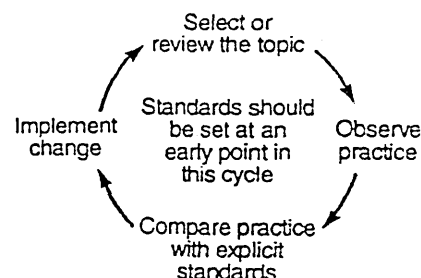 Select or
review the topic
Standards should
be set at an
early point in
this cycle
Implement
change
Observe
practice
Compare practice
with explicit
standards